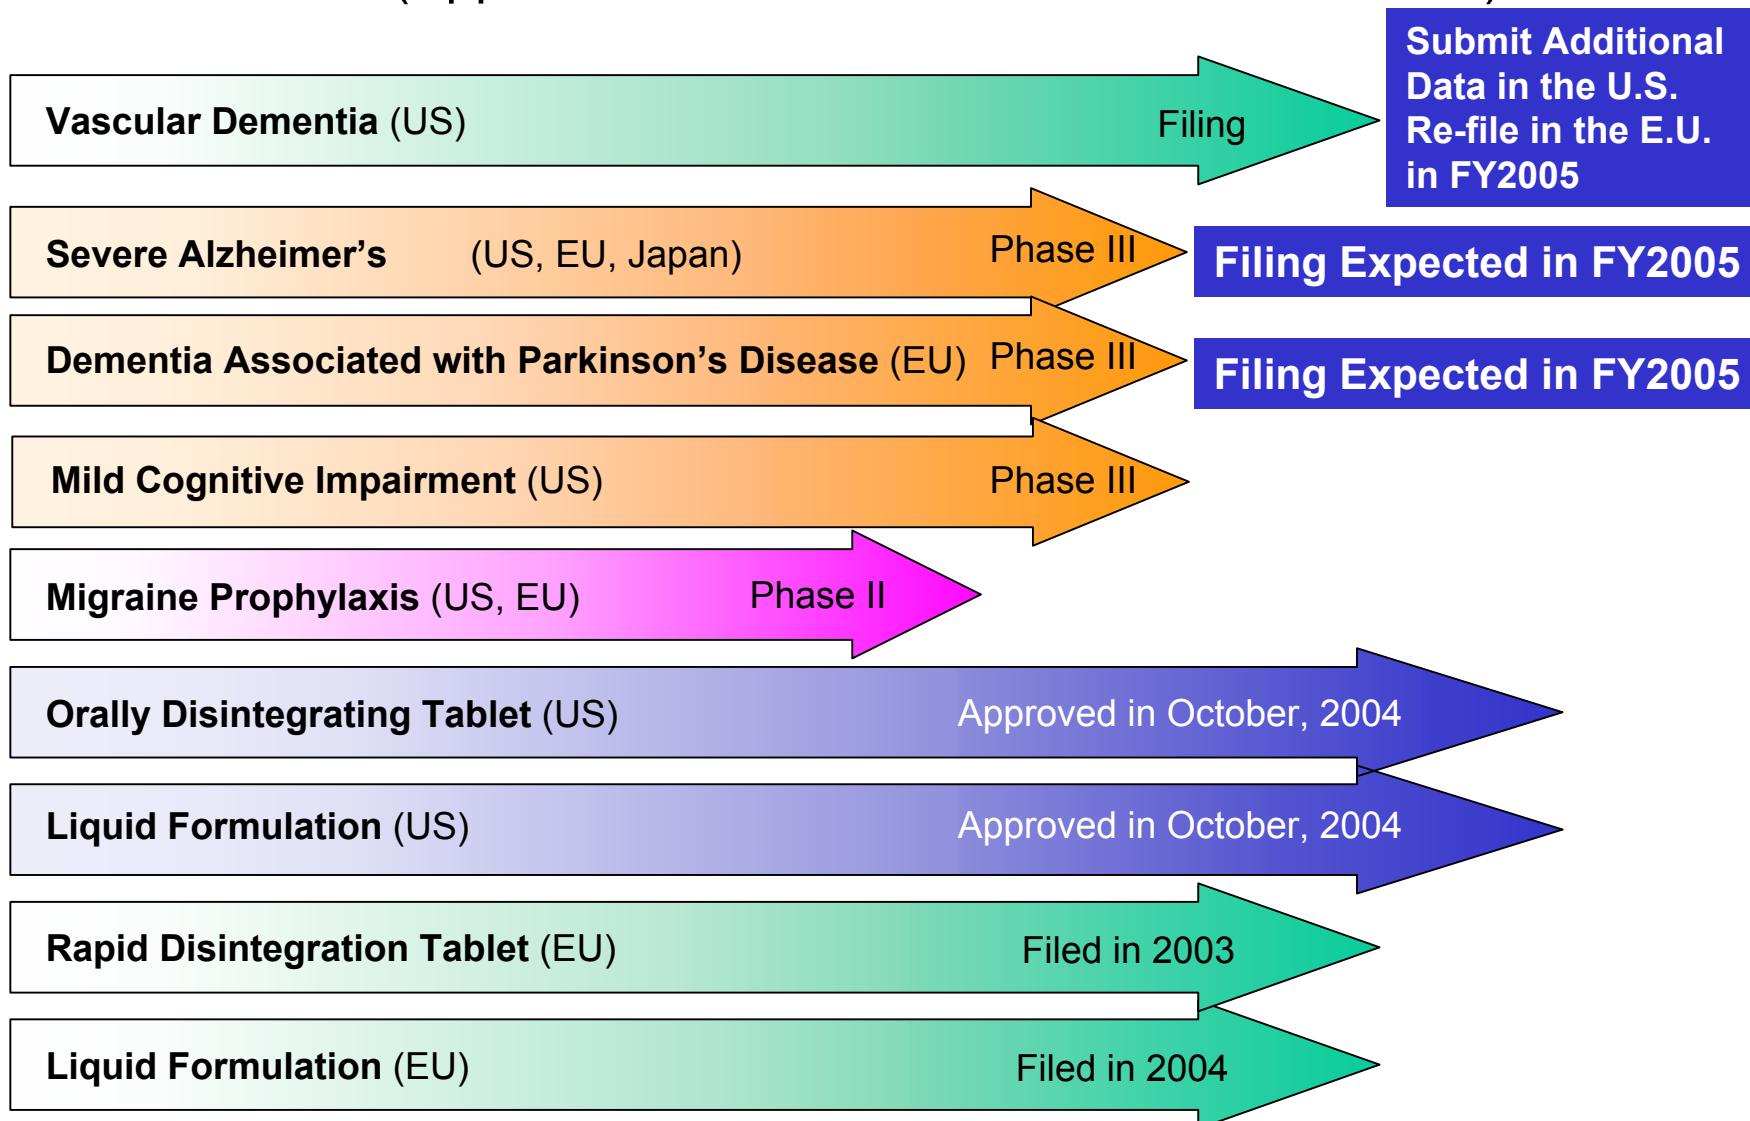 Vascular Dementia (US) Filing
Submit Additional
Data in the U.S.
Re-file in the E.U.
in FY2005
Severe Alzheimer’s (US, EU, Japan) Phase III
Filing Expected in FY2005
Dementia Associated with Parkinson’s Disease (EU) Phase III
Filing Expected in FY2005
Mild Cognitive Impairment (US) Phase III
Migraine Prophylaxis (US, EU) Phase II
Orally Disintegrating Tablet (US) Approved in October, 2004
Liquid Formulation (US) Approved in October, 2004
Rapid Disintegration Tablet (EU) Filed in 2003
Liquid Formulation (EU) Filed in 2004